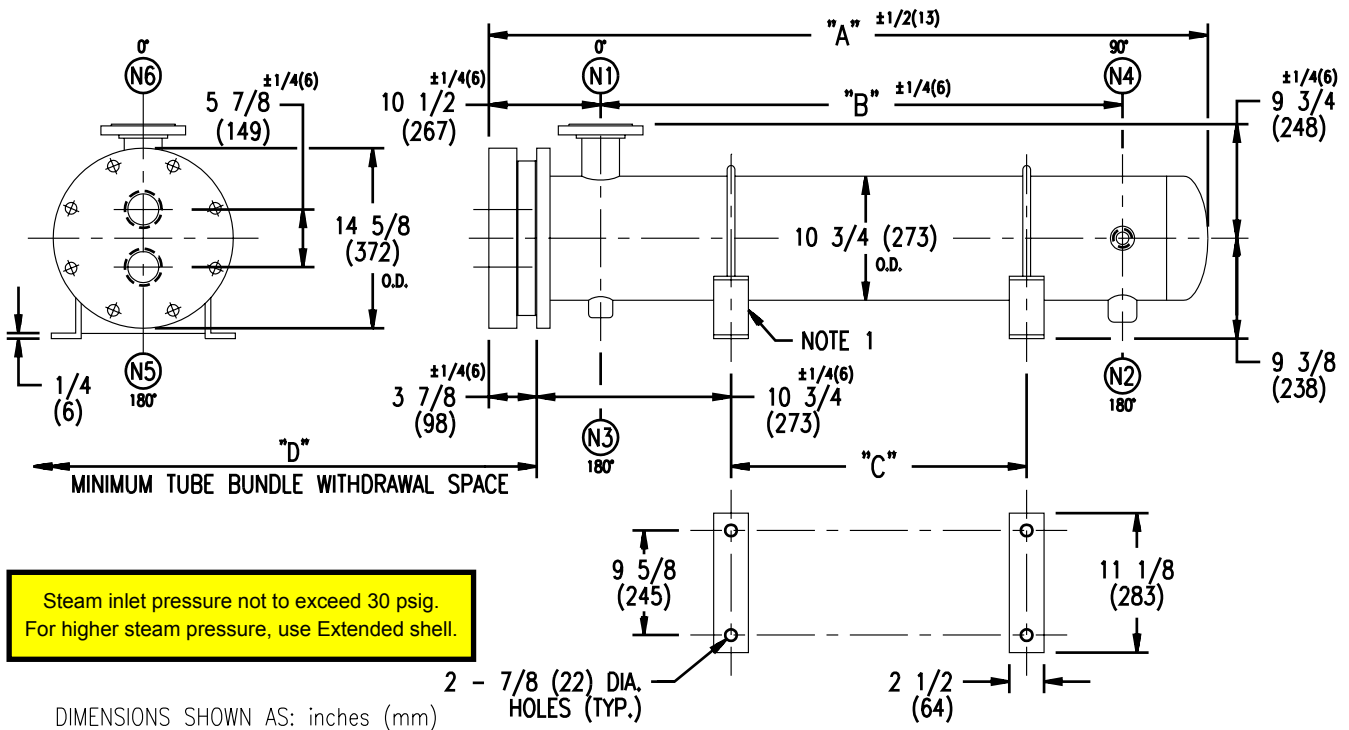 "A" ±1/2(13)
0°
N6
±1/4(6)
5 7/8
(149)
±1/4(6)
10 1/2
(267)
0°
N1
"B" ±1/4(6)
90°
N4
±1/4(6)
9 3/4
(248)
14 5/8
(372)
O.D.
10 3/4 (273)
O.D.
NOTE 1
1/4
(6)
N5
180°
±1/4(6)
3 7/8
(98)
±1/4(6)
10 3/4
(273)
N2
180°
9 3/8
(238)
N3
180°
"D"
MINIMUM TUBE BUNDLE WITHDRAWAL SPACE
"C"
9 5/8
(245)
11 1/8
(283)
Steam inlet pressure not to exceed 30 psig.
For higher steam pressure, use Extended shell.
2 - 7/8 (22) DIA.
HOLES (TYP.)
2 1/2
(64)
DIMENSIONS SHOWN AS: inches (mm)